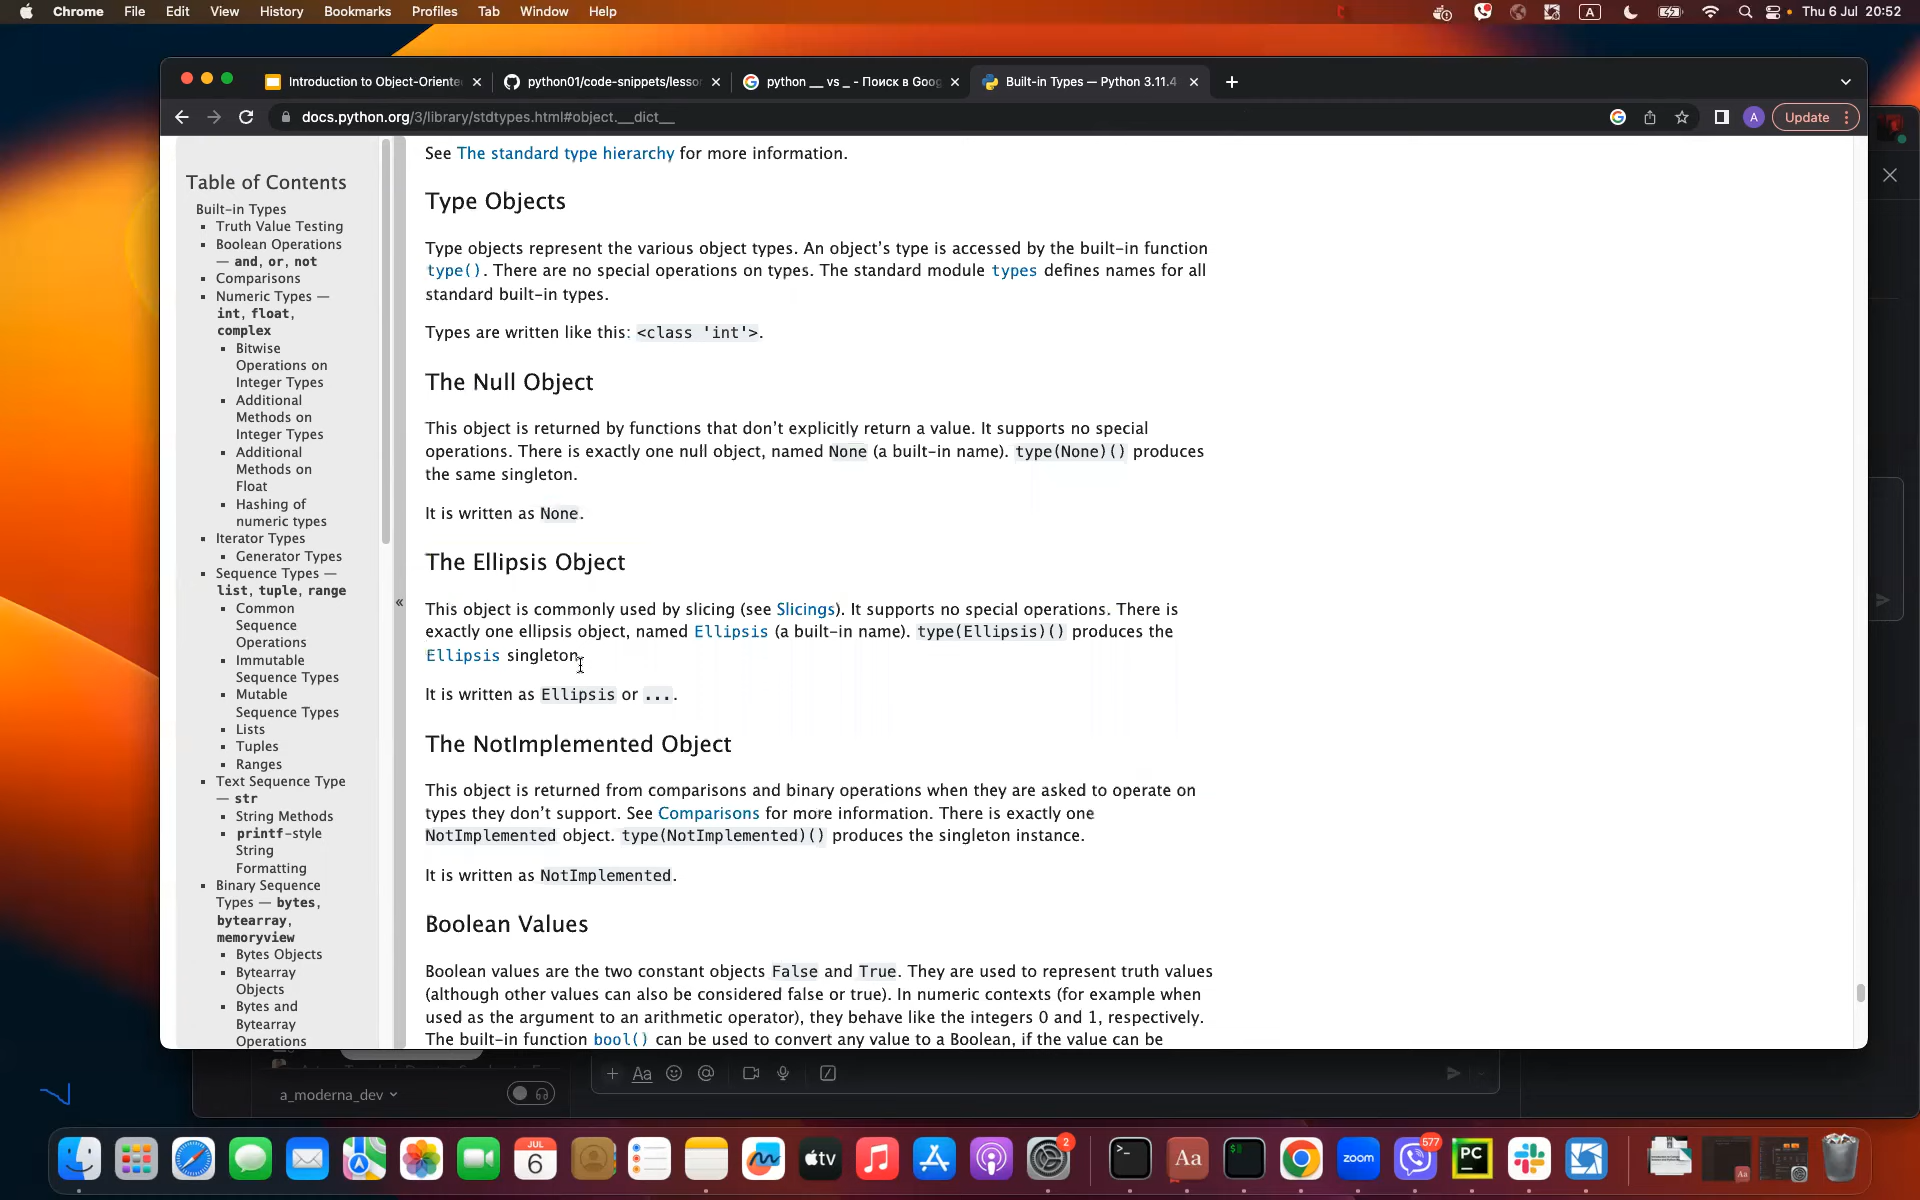 Chrome File Edit View History Bookmarks Profiles Tab Window Help
A
Thu 6 Jul 20:52
Introduction to Object-Oriente
python01/code-snippets/lesso
python __ vs _ - Поиск в Goog
Built-in Types — Python 3.11.4
docs.python.org/3/library/stdtypes.html#object.__dict__
A
Update
Table of Contents
Built-in Types
Truth Value Testing
Boolean Operations
— and, or, not
Comparisons
Numeric Types —
int, float,
complex
Bitwise
Operations on
Integer Types
Additional
Methods on
Integer Types
Additional
Methods on
Float
Hashing of
numeric types
Iterator Types
Generator Types
Sequence Types —
list, tuple, range
Common
Sequence
Operations
Immutable
Sequence Types
Mutable
Sequence Types
Lists
Tuples
Ranges
Text Sequence Type
— str
String Methods
printf-style
String
Formatting
Binary Sequence
Types — bytes,
bytearray,
memoryview
Bytes Objects
Bytearray
Objects
Bytes and
Bytearray
Operations
«
See The standard type hierarchy for more information.
Type Objects
Type objects represent the various object types. An object’s type is accessed by the built-in function
type(). There are no special operations on types. The standard module types defines names for all
standard built-in types.
Types are written like this: <class 'int'>.
The Null Object
This object is returned by functions that don’t explicitly return a value. It supports no special
operations. There is exactly one null object, named None (a built-in name). type(None)() produces
the same singleton.
It is written as None.
The Ellipsis Object
This object is commonly used by slicing (see Slicings). It supports no special operations. There is
exactly one ellipsis object, named Ellipsis (a built-in name). type(Ellipsis)() produces the
Ellipsis singleton.
It is written as Ellipsis or ....
The NotImplemented Object
This object is returned from comparisons and binary operations when they are asked to operate on
types they don’t support. See Comparisons for more information. There is exactly one
NotImplemented object. type(NotImplemented)() produces the singleton instance.
It is written as NotImplemented.
Boolean Values
Boolean values are the two constant objects False and True. They are used to represent truth values
(although other values can also be considered false or true). In numeric contexts (for example when
used as the argument to an arithmetic operator), they behave like the integers 0 and 1, respectively.
The built-in function bool() can be used to convert any value to a Boolean, if the value can be
a_moderna_dev
Aa
JUL
6
tv
2
Aa
zoom
577
PC